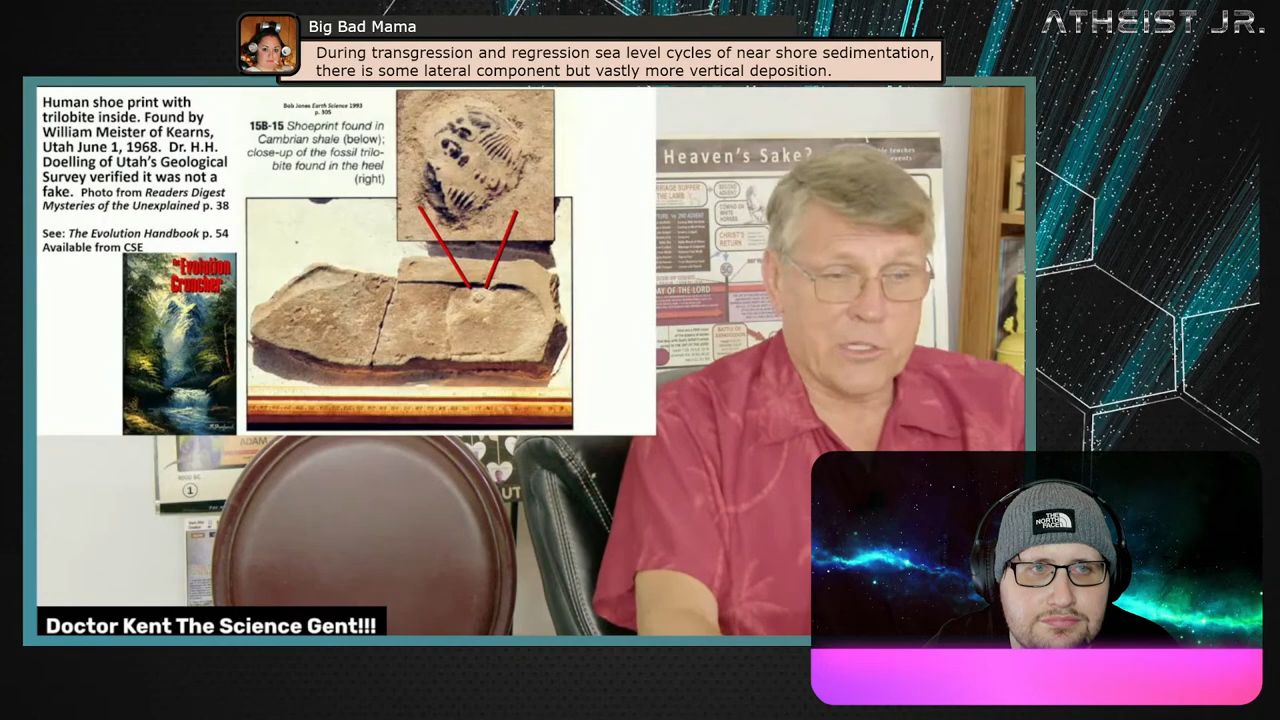 ATHEIST JR.
Big Bad Mama
During transgression and regression sea level cycles of near shore sedimentation,
there is some lateral component but vastly more vertical deposition.
Human shoe print with
trilobite inside. Found by
William Meister of Kearns,
Utah June 1, 1968. Dr. H.H.
Doelling of Utah's Geological
Survey verified it was not a
fake. Photo from Readers Digest
Mysteries of the Unexplained p. 38
See: The Evolution Handbook p. 54
Available from CSE
Bob Jones Earth Science 1993
p. 305
15B-15 Shoeprint found in
Cambrian shale (below);
close-up of the fossil trilo-
bite found in the heel
(right)
The Evolution
Cruncher
Heaven's Sake?
CHRIST'S
RETURN
DAY OF THE LORD
ADAM
1
THE
NORTH
FACE
Doctor Kent The Science Gent!!!